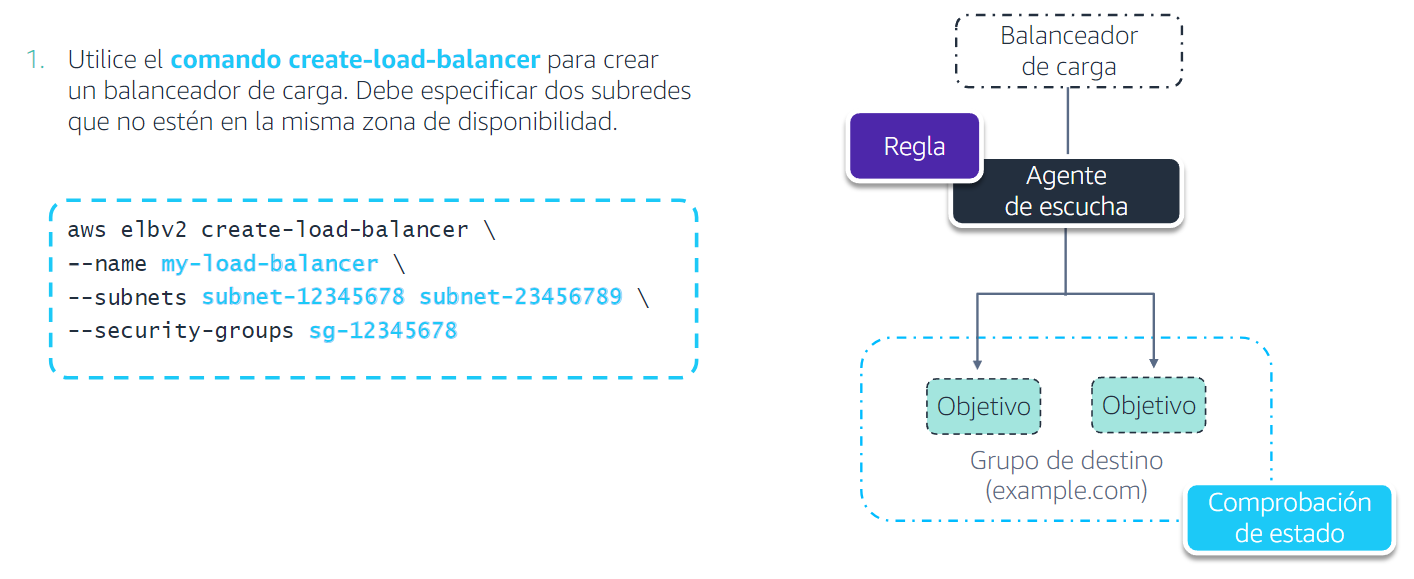 1. Utilice el comando create-load-balancer para crear
un balanceador de carga. Debe especificar dos subredes
que no estén en la misma zona de disponibilidad.
aws elbv2 create-load-balancer \
--name my-load-balancer \
--subnets subnet-12345678 subnet-23456789 \
--security-groups sg-12345678
Balanceador
de carga
Regla
Agente
de escucha
Objetivo
Objetivo
Grupo de destino
(example.com)
Comprobación
de estado